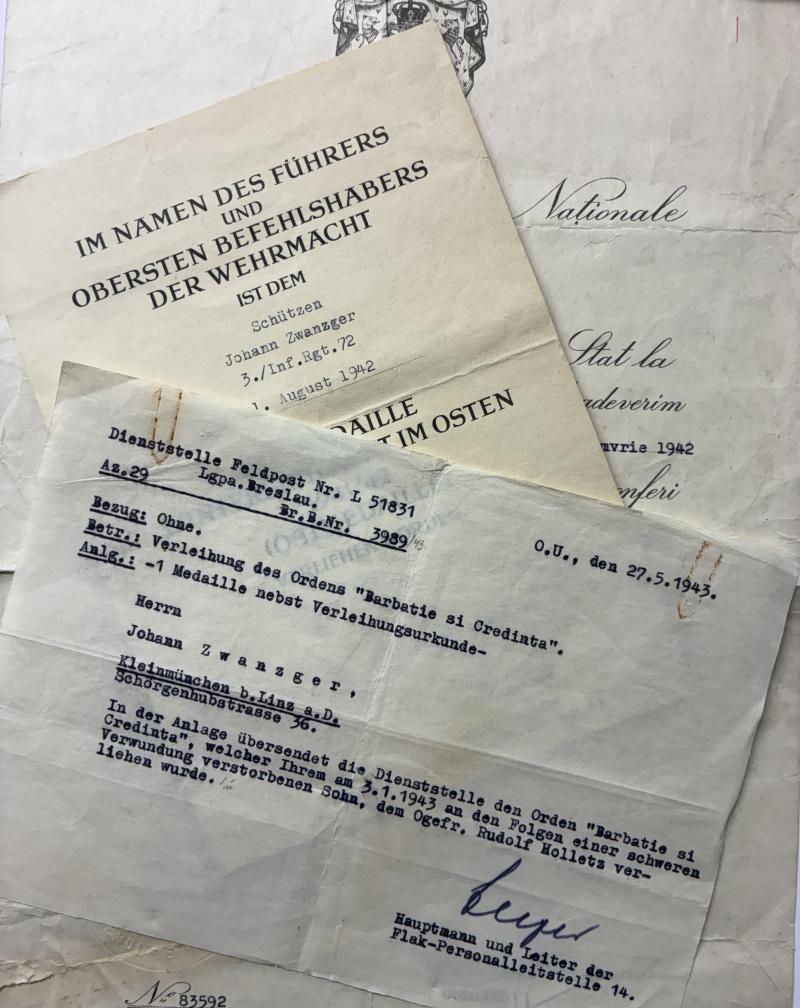 IM NAMEN DES FÜHRERS
UND
OBERSTEN BEFEHLSHABERS
DER WEHRMACHT
IST DEM
Schützen
Johann Zwanzger
3./Inf.Rgt.72
1. August 1942
DAILLE
T IM OSTEN
Naționale
Stat la
adeverim
mvrie 1942
onferi
Dienststelle Feldpost Nr. L 51831
Lgpa.Breslau.
Az.29 Br.B.Nr. 3989/43.
O.U., den 27.5.1943.
Bezug: Ohne.
Betr.: Verleihung des Ordens "Barbatie si Credinta".
Anlg.: -1 Medaille nebst Verleihungsurkunde-
Herrn
Johann Z w a n z g e r ,
Kleinmünchen b.Linz a.D.
Schörgenhubstrasse 36.
In der Anlage übersendet die Dienststelle den Orden "Barbatie si
Credinta", welcher Ihrem am 3.1.1943 an den Folgen einer schweren
Verwundung verstorbenen Sohn, dem Ogefr. Rudolf Holletz ver-
liehen wurde.
Hauptmann und Leiter der
Flak-Personalleitstelle 14.
No 83592